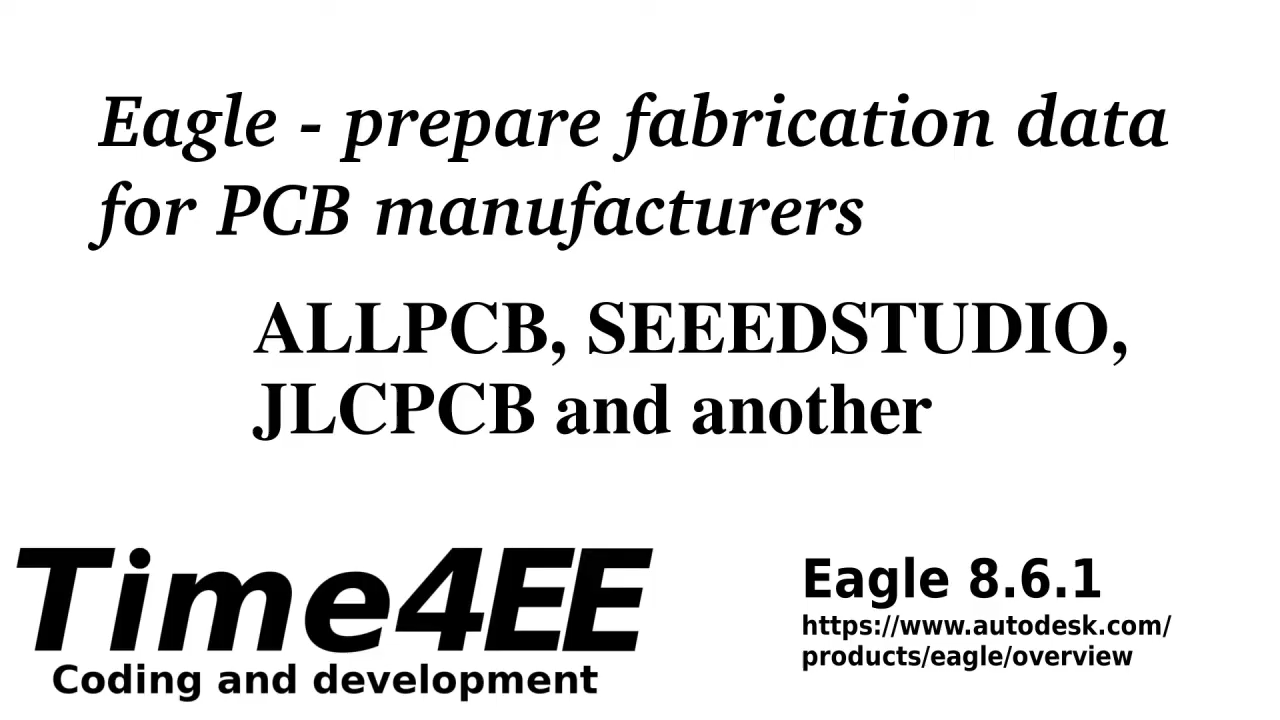 Eagle - prepare fabrication data
for PCB manufacturers
ALLPCB, SEEEDSTUDIO,
JLCPCB and another
Time4EE
Coding and development
Eagle 8.6.1
https://www.autodesk.com/
products/eagle/overview